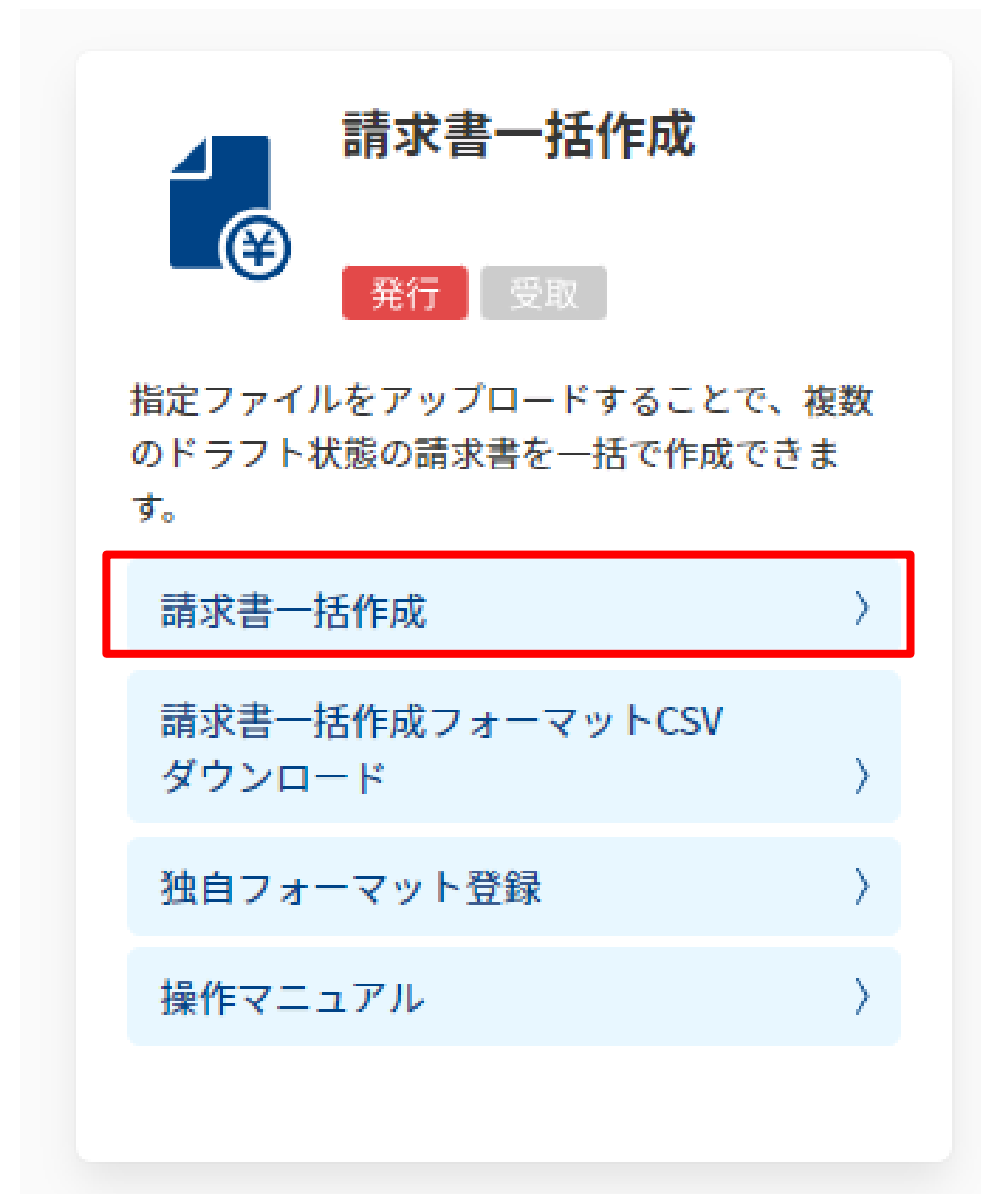 請求書一括作成
¥
発行 受取
指定ファイルをアップロードすることで、複数
のドラフト状態の請求書を一括で作成できま
す。
請求書一括作成 〉
請求書一括作成フォーマットCSV
ダウンロード 〉
独自フォーマット登録 〉
操作マニュアル 〉